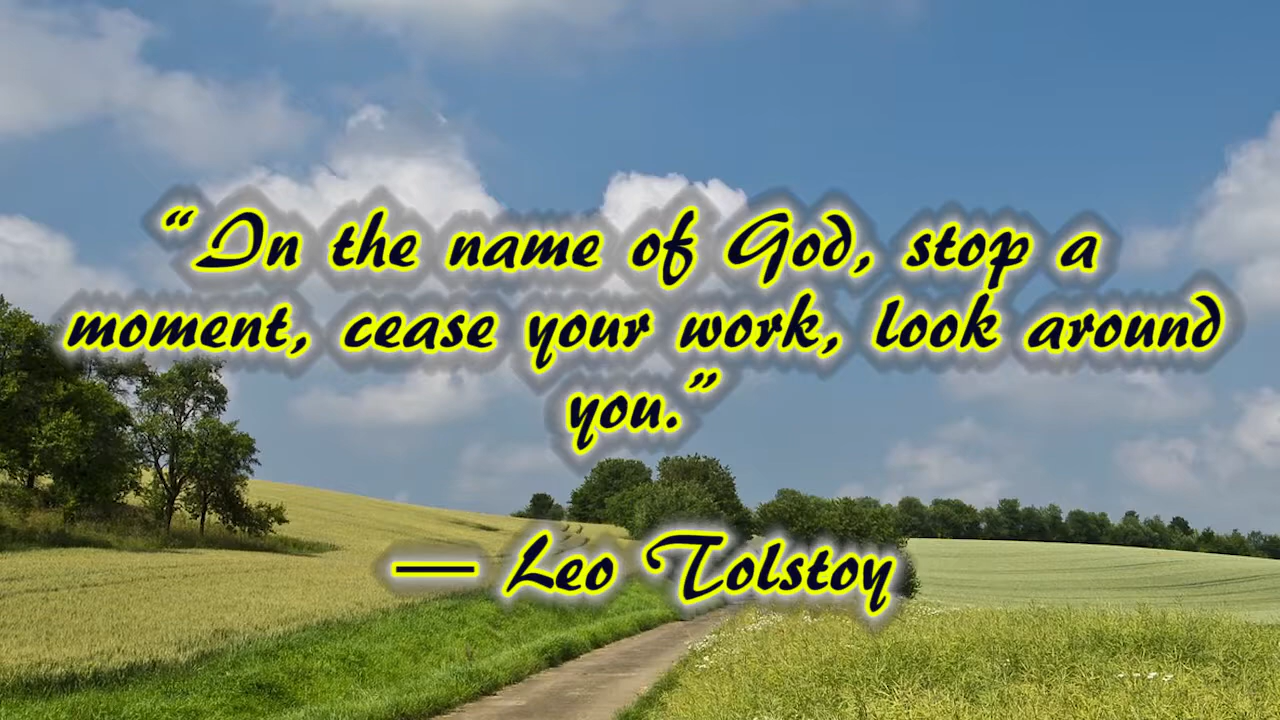 “In the name of God, stop a
moment, cease your work, look around
you.”
— Leo Tolstoy